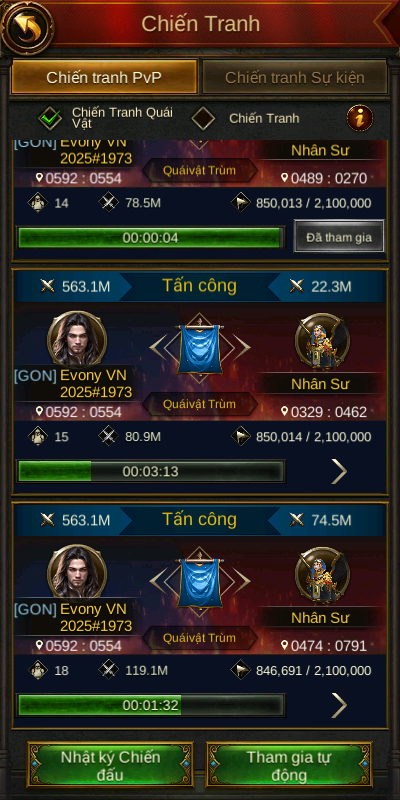 Chiến Tranh
Chiến tranh PvP
Chiến tranh Sự kiện
Chiến Tranh Quái
Vật
Chiến Tranh
[GON] Evony VN
2025#1973
Quáivật Trùm
Nhân Sư
0592 : 0554
0489 : 0270
14
78.5M
850,013 / 2,100,000
00:00:04
Đã tham gia
563.1M
Tấn công
22.3M
[GON] Evony VN
2025#1973
Quáivật Trùm
Nhân Sư
0592 : 0554
0329 : 0462
15
80.9M
850,014 / 2,100,000
00:03:13
563.1M
Tấn công
74.5M
[GON] Evony VN
2025#1973
Quáivật Trùm
Nhân Sư
0592 : 0554
0474 : 0791
18
119.1M
846,691 / 2,100,000
00:01:32
Nhật ký Chiến
đấu
Tham gia tự
động